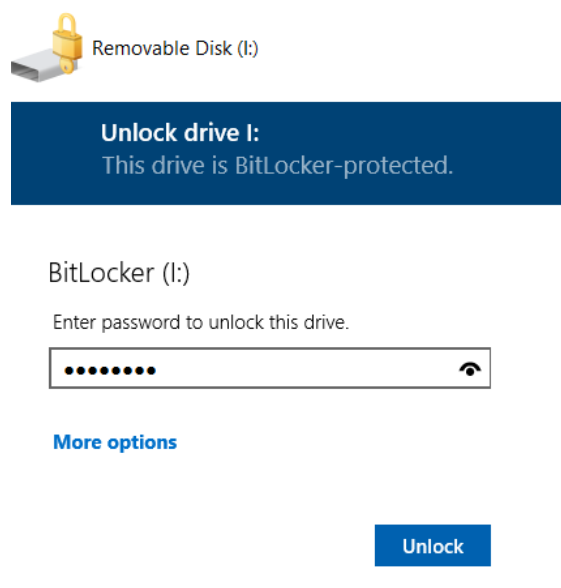 Removable Disk (I:)
Unlock drive I:
This drive is BitLocker-protected.
BitLocker (I:)
Enter password to unlock this drive.
••••••••
More options
Unlock